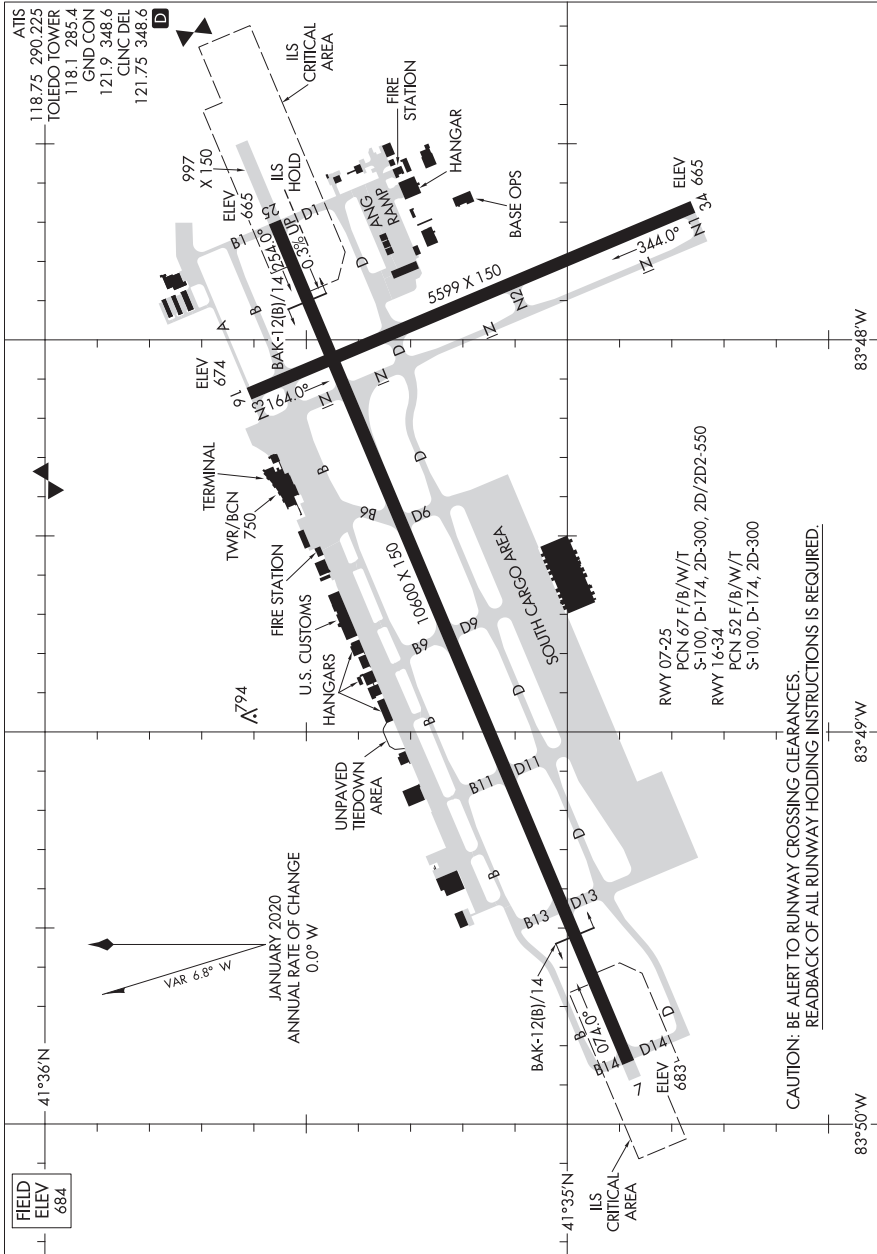 ATIS
118.75 290.225
TOLEDO TOWER
118.1 285.4
GND CON
121.9 348.6
CLNC DEL
121.75 348.6
D
FIELD
ELEV
684
41°36'N
JANUARY 2020
ANNUAL RATE OF CHANGE
0.0° W
VAR 6.8° W
794
UNPAVED
TIEDOWN
AREA
HANGARS
U.S. CUSTOMS
FIRE STATION
TWR/BCN
750
TERMINAL
ELEV
674
16
N3
164.0°
A
B
B1
997
X 150
ELEV
665
25
ILS
HOLD
ILS
CRITICAL
AREA
D1
254.0°
0.3% UP
BAK-12(B)/14
D
ANG
RAMP
FIRE
STATION
HANGAR
BASE OPS
N1
N1
D
N1
5599 X 150
N2
N1
344.0°
N1
34
ELEV
665
B
B6
D6
D
10600 X 150
B9
D9
B
D
B11
D11
B
D
B13
D13
SOUTH CARGO AREA
BAK-12(B)/14
B
074.0°
B14
D14
D
7
ELEV
683
ILS
CRITICAL
AREA
41°35'N
RWY 07-25
PCN 67 F/B/W/T
S-100, D-174, 2D-300, 2D/2D2-550
RWY 16-34
PCN 52 F/B/W/T
S-100, D-174, 2D-300
CAUTION: BE ALERT TO RUNWAY CROSSING CLEARANCES.
READBACK OF ALL RUNWAY HOLDING INSTRUCTIONS IS REQUIRED.
83°50'W
83°49'W
83°48'W